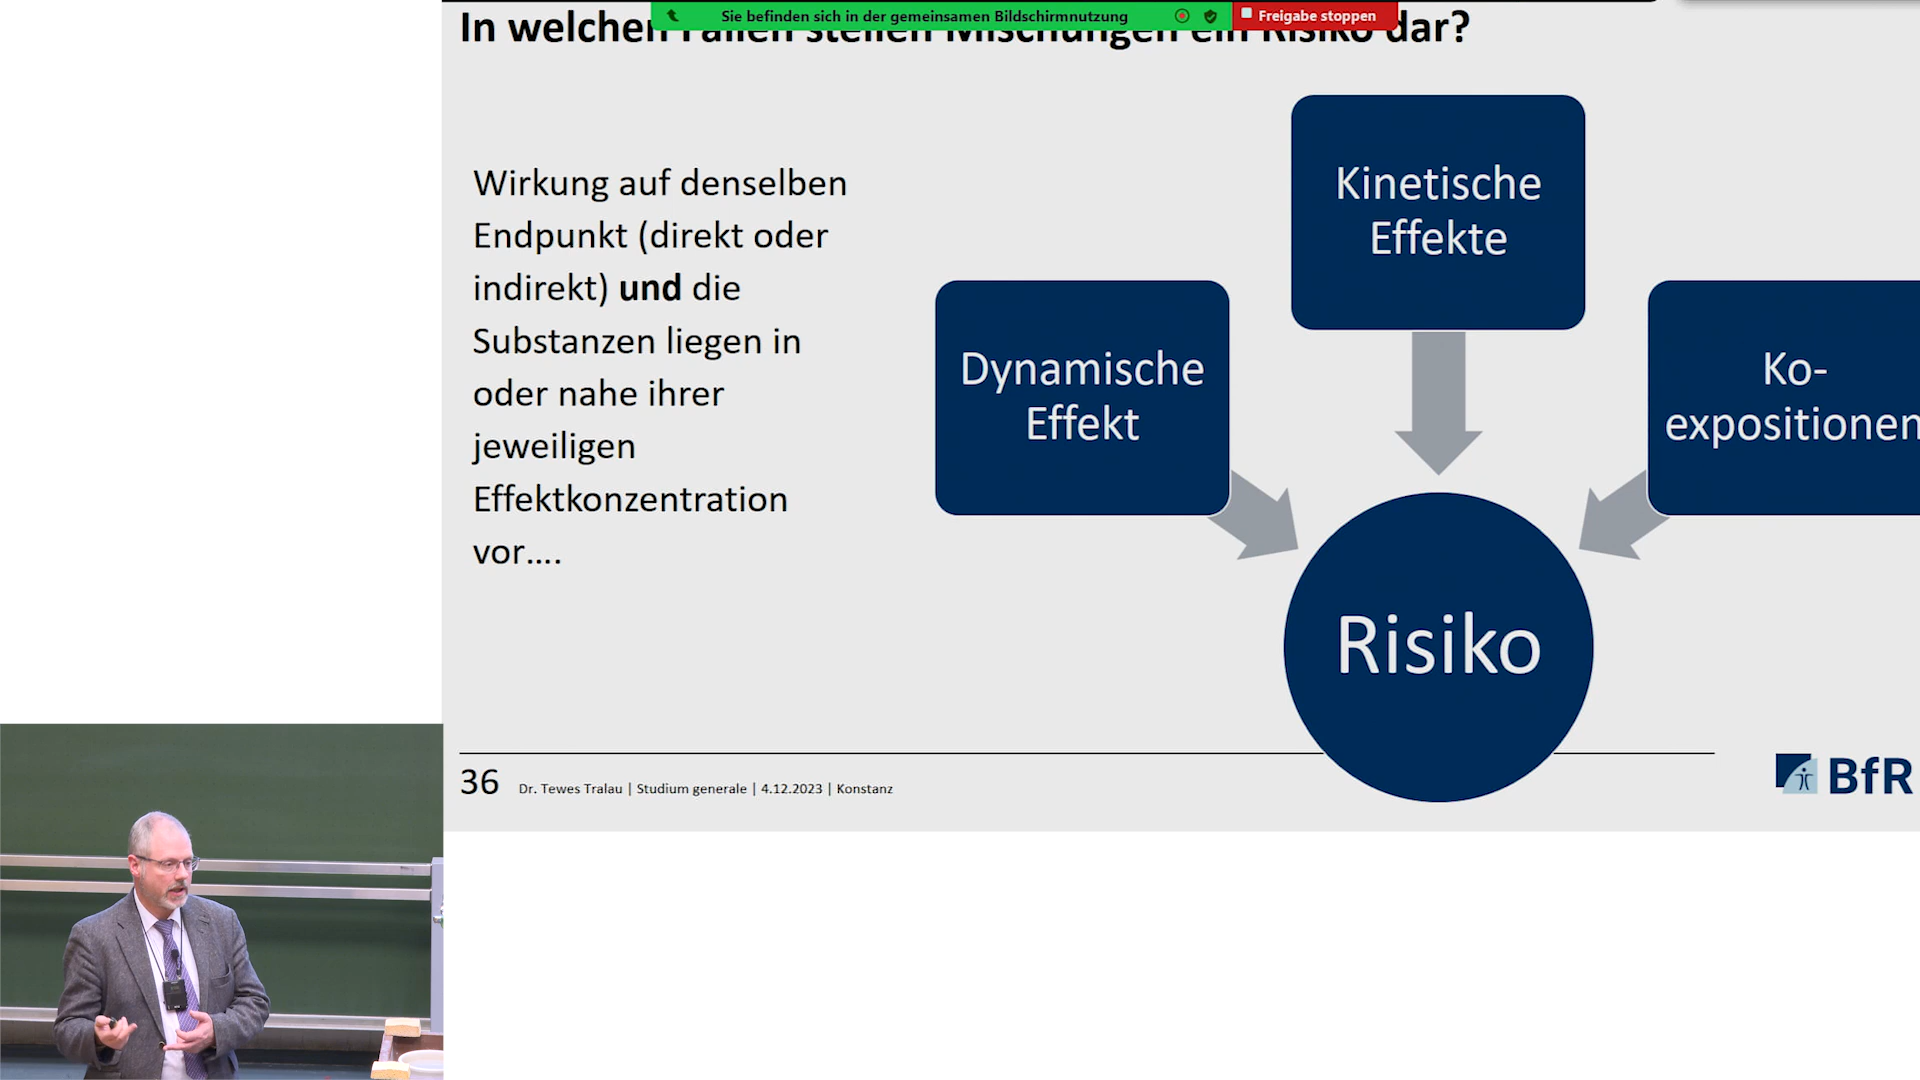 Sie befinden sich in der gemeinsamen Bildschirmnutzung
Freigabe stoppen
In welchen Fällen stellen Mischungen ein Risiko dar?
Wirkung auf denselben
Endpunkt (direkt oder
indirekt) und die
Substanzen liegen in
oder nahe ihrer
jeweiligen
Effektkonzentration
vor....
Kinetische
Effekte
Dynamische
Effekt
Ko-
expositionen
Risiko
36
Dr. Tewes Tralau | Studium generale | 4.12.2023 | Konstanz
BfR